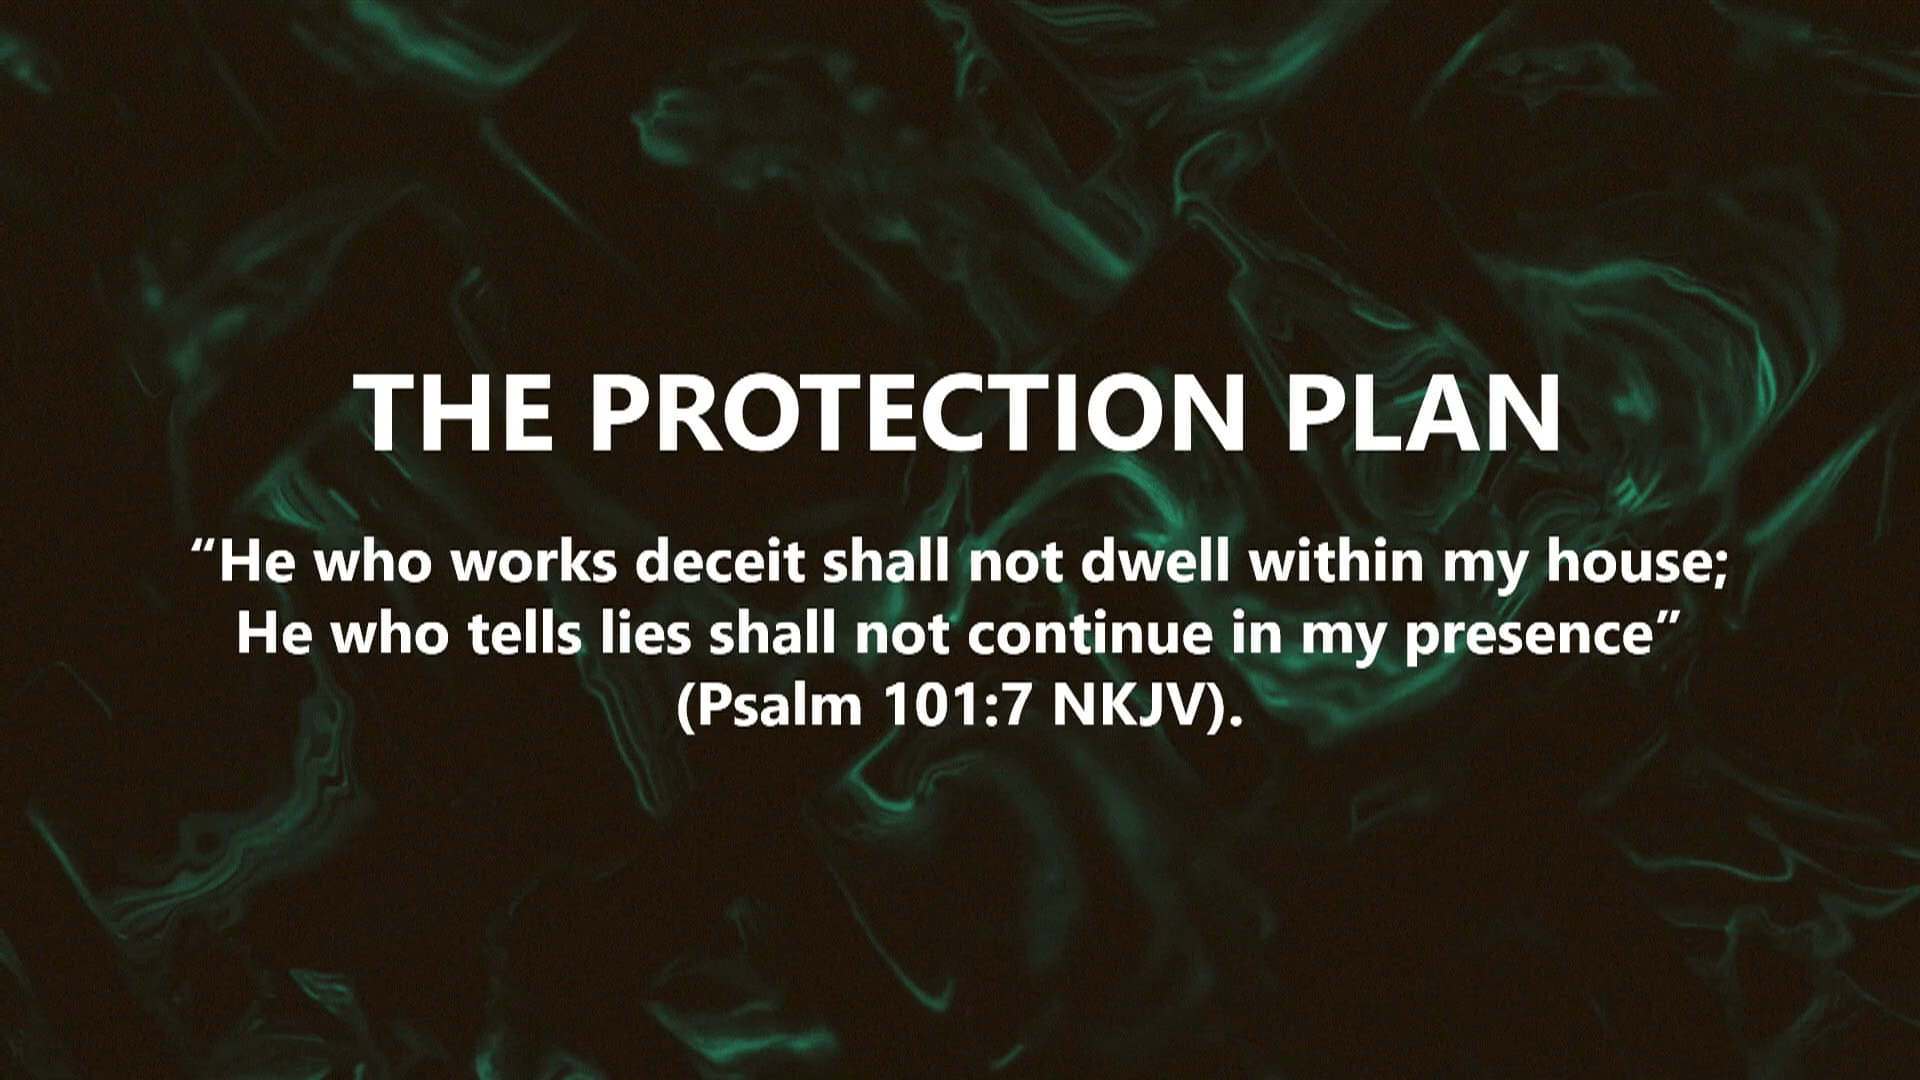 THE PROTECTION PLAN
“He who works deceit shall not dwell within my house;
He who tells lies shall not continue in my presence”
(Psalm 101:7 NKJV).